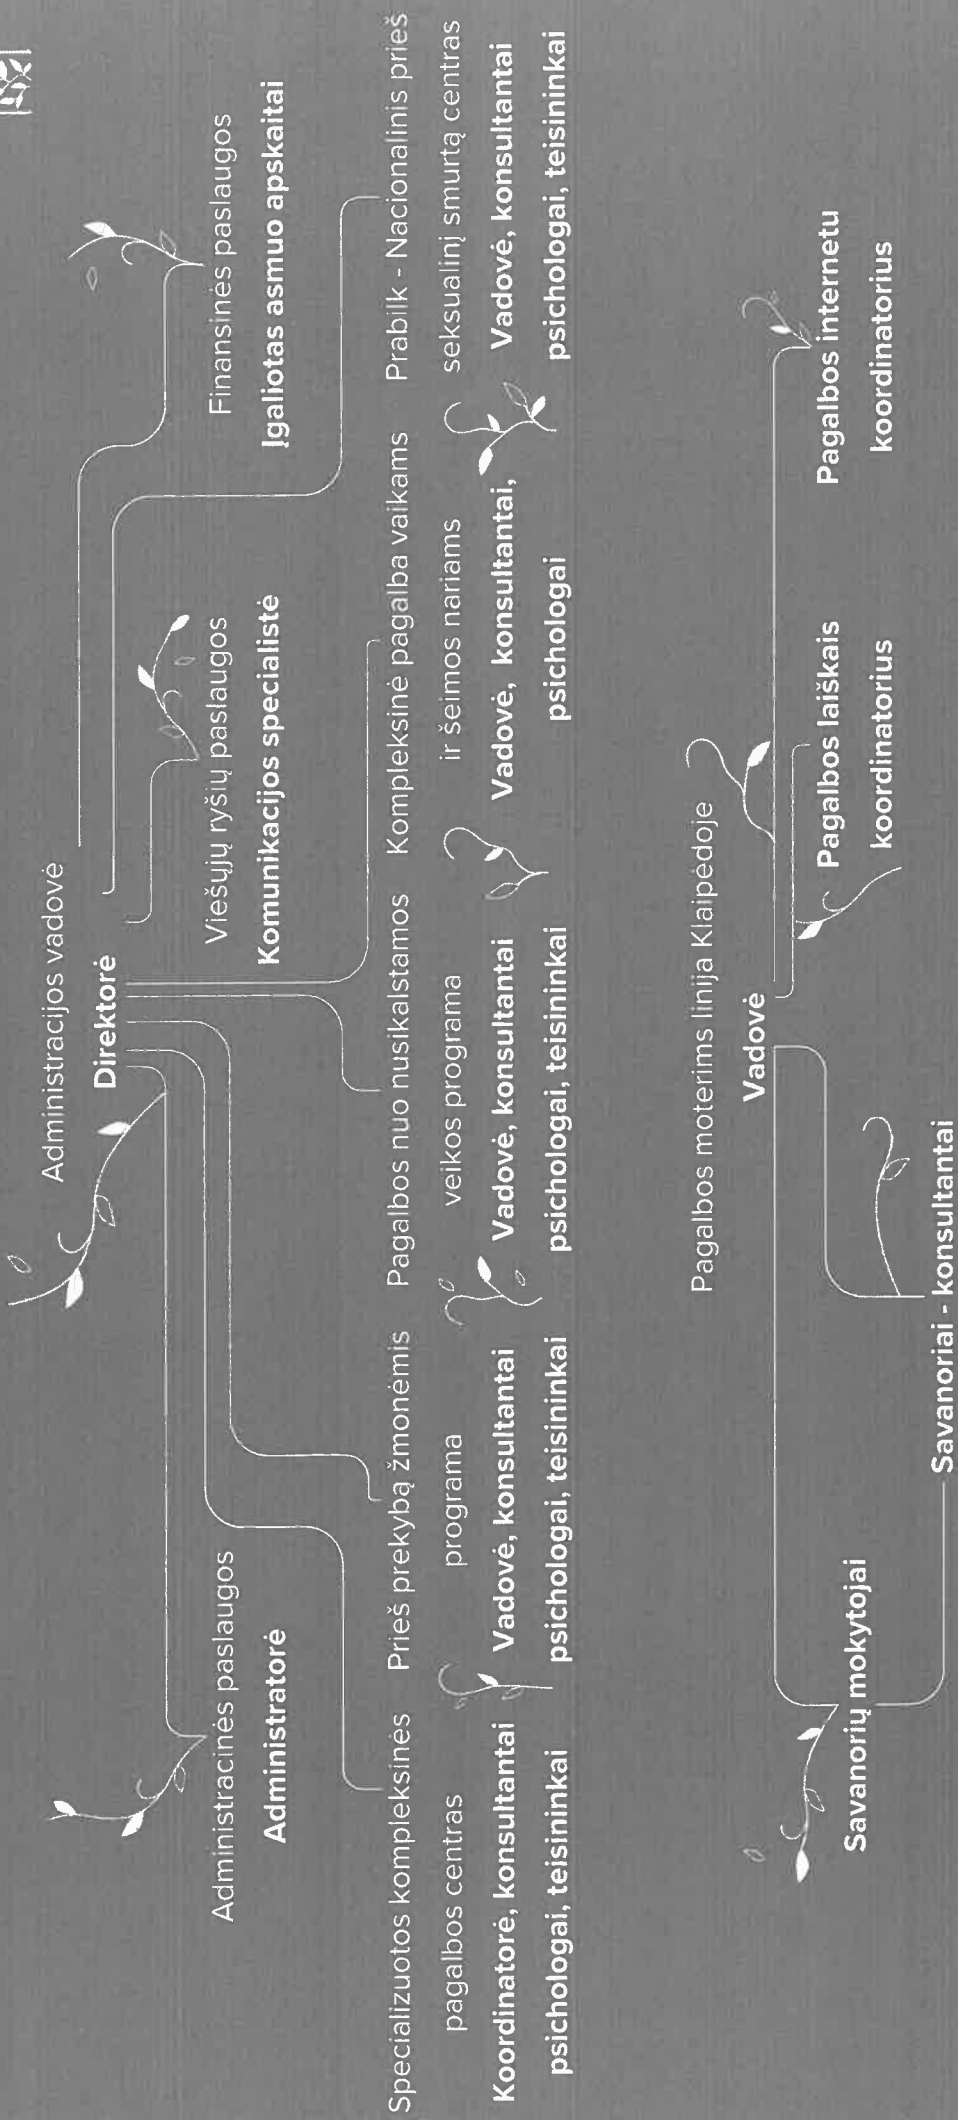 Administracijos vadovė
Direktorė
Administracinės paslaugos
Administratorė
Viešųjų ryšių paslaugos
Komunikacijos specialistė
Finansinės paslaugos
Įgaliotas asmuo apskaitai
Specializuotos kompleksinės
pagalbos centras
Koordinatorė, konsultantai
psichologai, teisininkai
Prieš prekybą žmonėmis
programa
Vadovė, konsultantai
psichologai, teisininkai
Pagalbos nuo nusikalstamos
veikos programa
Vadovė, konsultantai
psichologai, teisininkai
Kompleksinė pagalba vaikams
ir šeimos nariams
Vadovė, konsultantai,
psichologai
Prabilk - Nacionalinis prieš
seksualinį smurtą centras
Vadovė, konsultantai
psichologai, teisininkai
Pagalbos moterims linija Klaipėdoje
Vadovė
Savanorių mokytojai
Savanoriai - konsultantai
Pagalbos laiškais
koordinatorius
Pagalbos internetu
koordinatorius